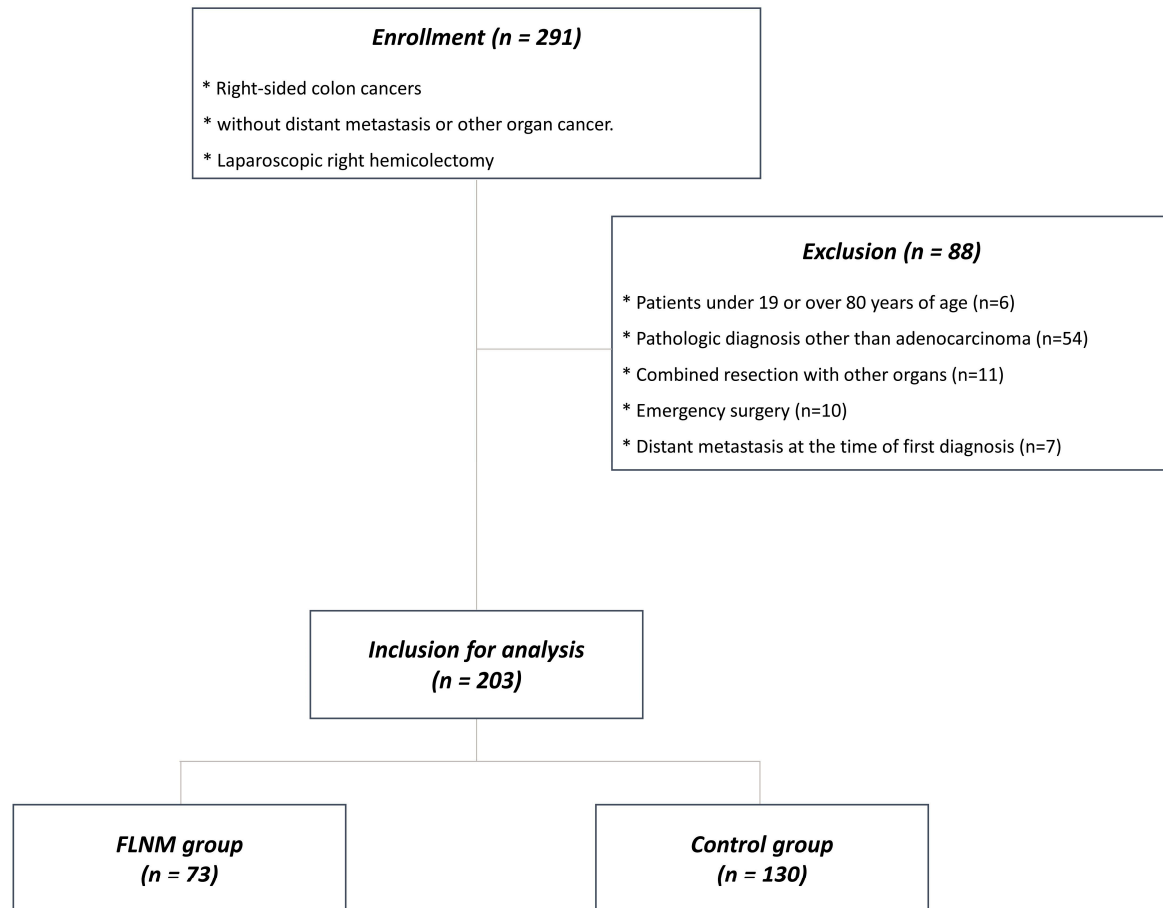 Enrollment (n = 291)
* Right-sided colon cancers
* without distant metastasis or other organ cancer.
* Laparoscopic right hemicolectomy
Exclusion (n = 88)
* Patients under 19 or over 80 years of age (n=6)
* Pathologic diagnosis other than adenocarcinoma (n=54)
* Combined resection with other organs (n=11)
* Emergency surgery (n=10)
* Distant metastasis at the time of first diagnosis (n=7)
Inclusion for analysis
(n = 203)
FLNM group
(n = 73)
Control group
(n = 130)